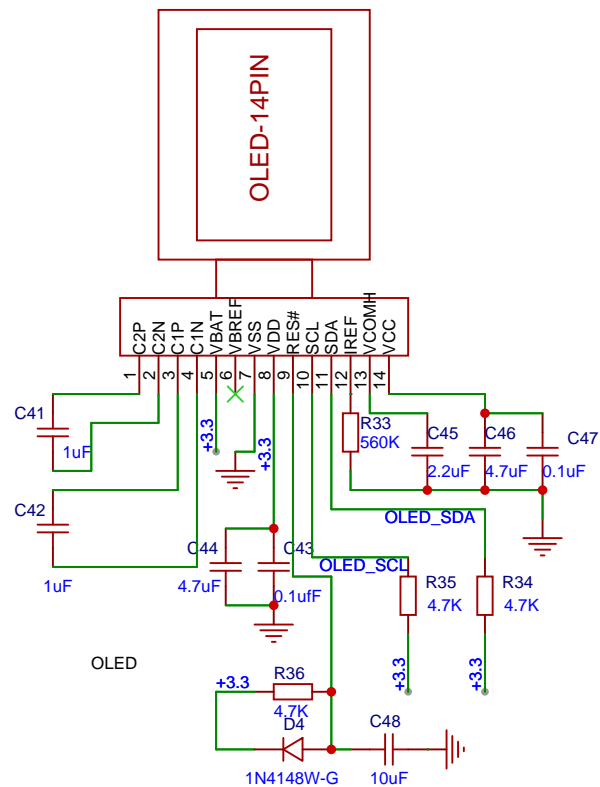 OLED-14PIN
C2P
C2N
C1P
C1N
VBAT
VBREF
VSS
VDD
RES#
SCL
SDA
IREF
VCOMH
VCC
1
2
3
4
5
6
7
8
9
10
11
12
13
14
C41
1uF
+3.3
+3.3
R33
560K
C45
2.2uF
C46
4.7uF
C47
0.1uF
C42
1uF
OLED_SDA
C44
4.7uF
C43
0.1ufF
OLED_SCL
R35
4.7K
R34
4.7K
OLED
+3.3
+3.3
+3.3
R36
4.7K
D4
1N4148W-G
C48
10uF